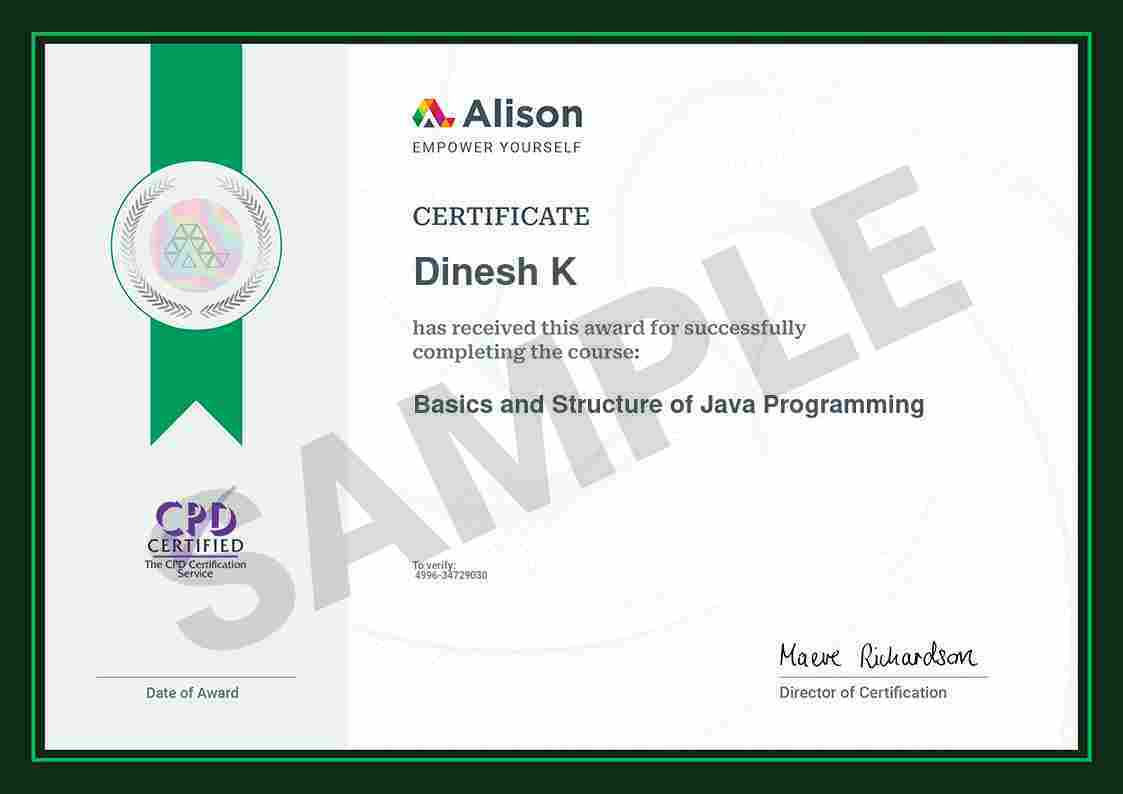 Alison
EMPOWER YOURSELF
CERTIFICATE
Dinesh K
has received this award for successfully
completing the course:
Basics and Structure of Java Programming
SAMPLE
CPD
CERTIFIED
The CPD Certification
Service
To verify:
4996-34729030
Date of Award
Maeve Richardson
Director of Certification